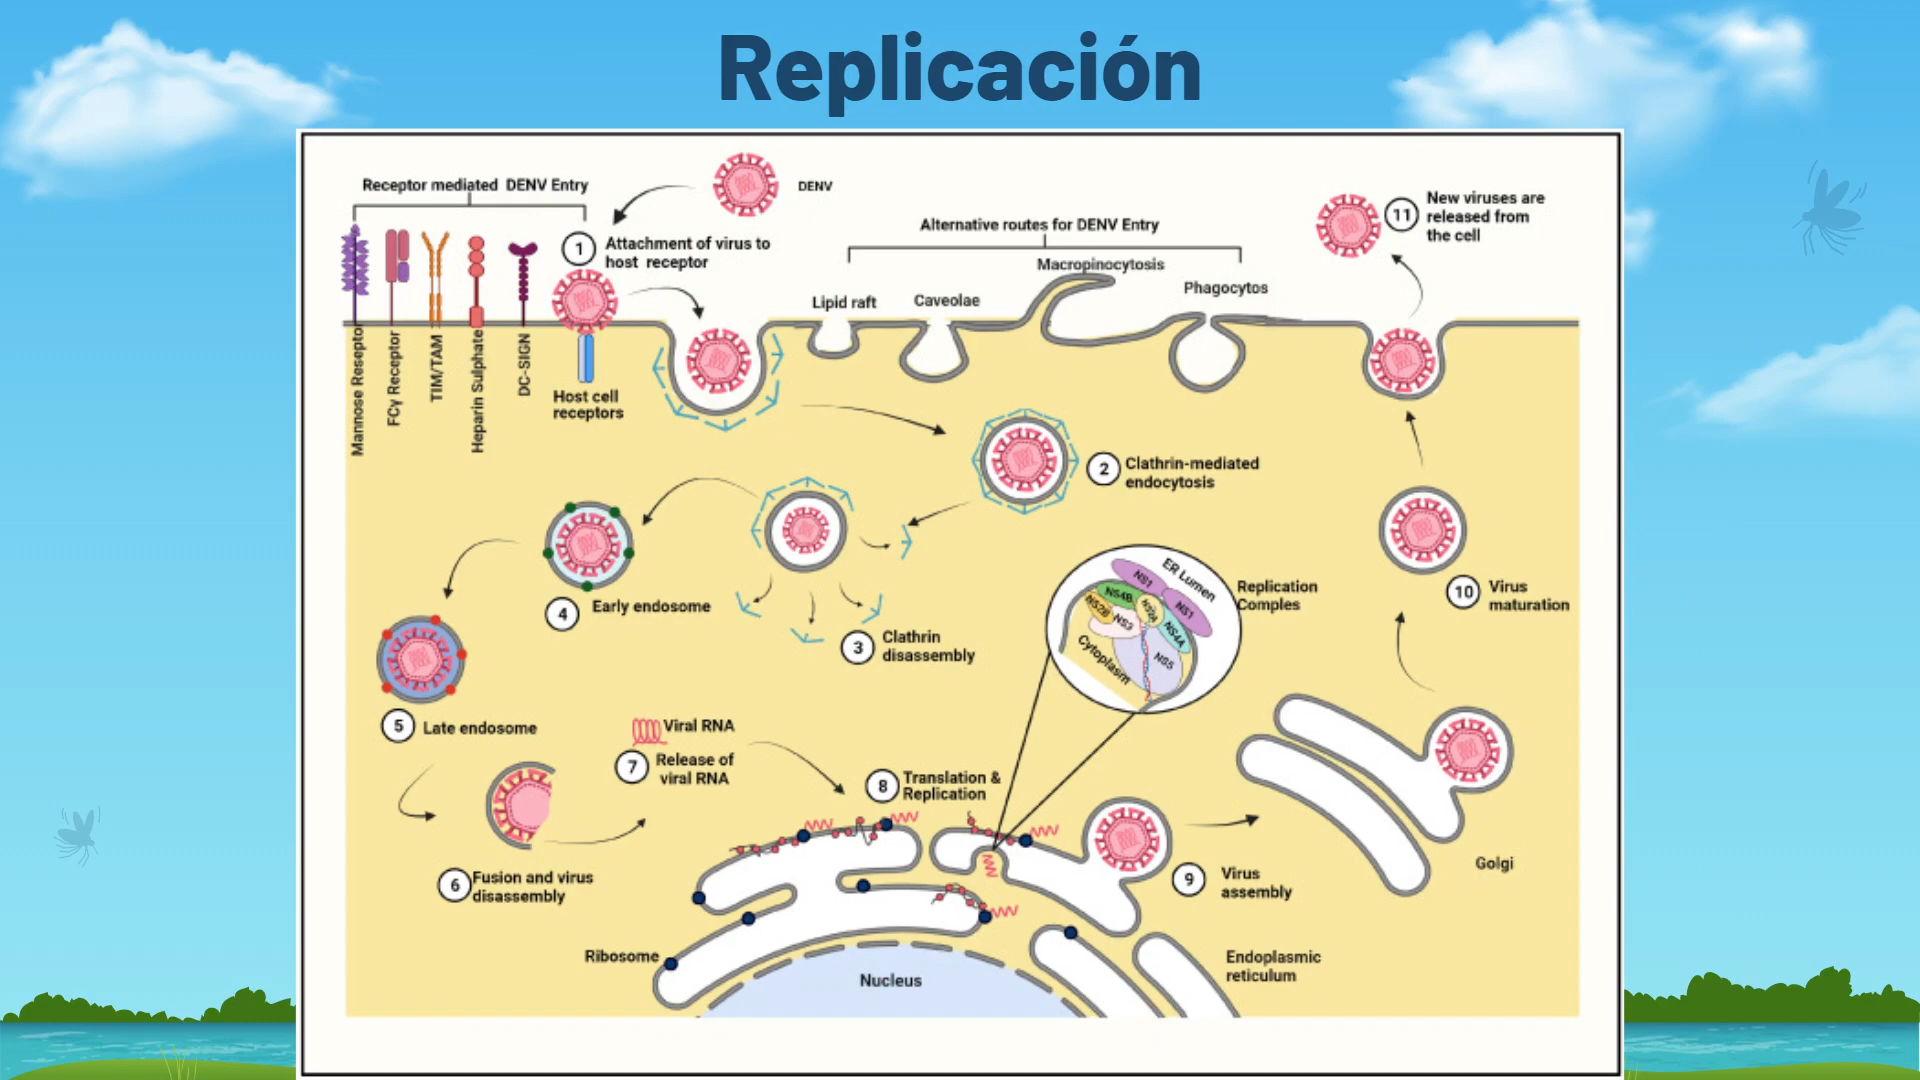 Replicación
Receptor mediated DENV Entry
DENV
1
Attachment of virus to
host receptor
Alternative routes for DENV Entry
Lipid raft
Caveolae
Macropinocytosis
Phagocytos
11
New viruses are
released from
the cell
Mannose Reseptor
FCγ Receptor
TIM/TAM
Heparin Sulphate
DC-SIGN
Host cell
receptors
2
Clathrin-mediated
endocytosis
3
Clathrin
disassembly
4
Early endosome
5
Late endosome
6
Fusion and virus
disassembly
Viral RNA
7
Release of
viral RNA
8
Translation &
Replication
Replication
Comples
ER Lumen
NS1
NS1
NS4B
NS2B
NS2A
NS3
NS4A
NS5
Cytoplasm
9
Virus
assembly
10
Virus
maturation
Golgi
Ribosome
Nucleus
Endoplasmic
reticulum